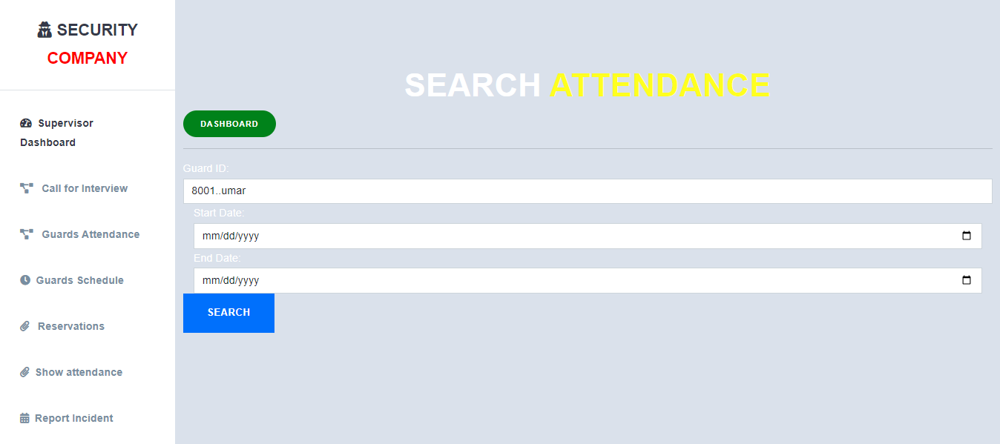 SECURITY
COMPANY
Supervisor
Dashboard
Call for Interview
Guards Attendance
Guards Schedule
Reservations
Show attendance
Report Incident
SEARCH ATTENDANCE
DASHBOARD
Guard ID:
8001..umar
Start Date:
mm/dd/yyyy
End Date:
mm/dd/yyyy
SEARCH